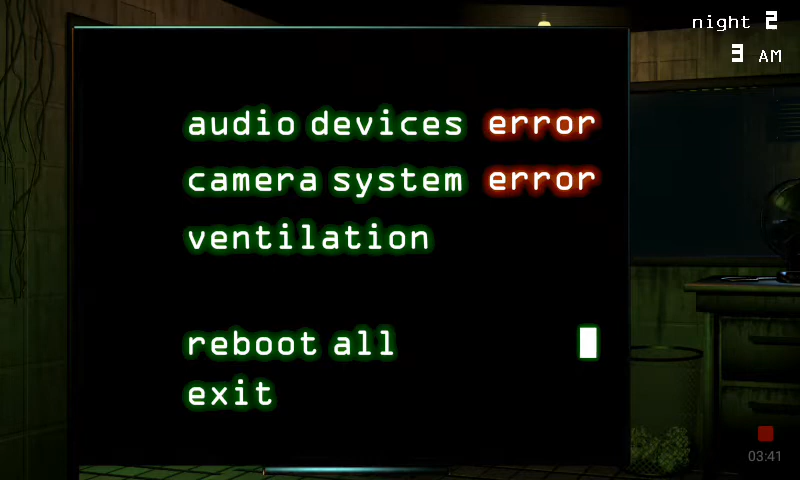 night 2
3 AM
audio devices error
camera system error
ventilation
reboot all
exit
03:41